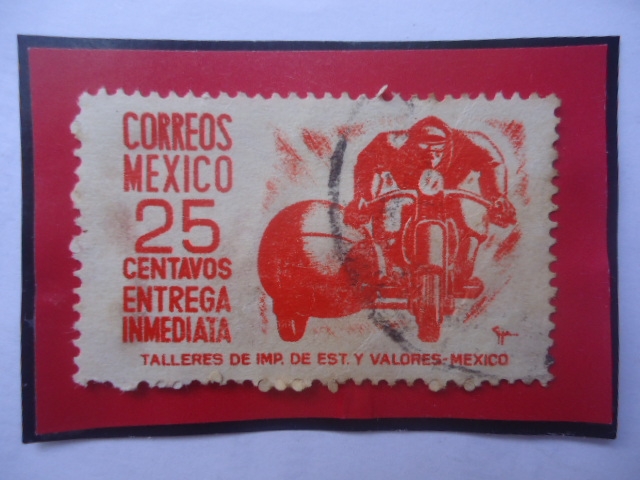 CORREOS
MEXICO
25
CENTAVOS
ENTREGA
INMEDIATA
TALLERES DE IMP. DE EST. Y VALORES-MEXICO